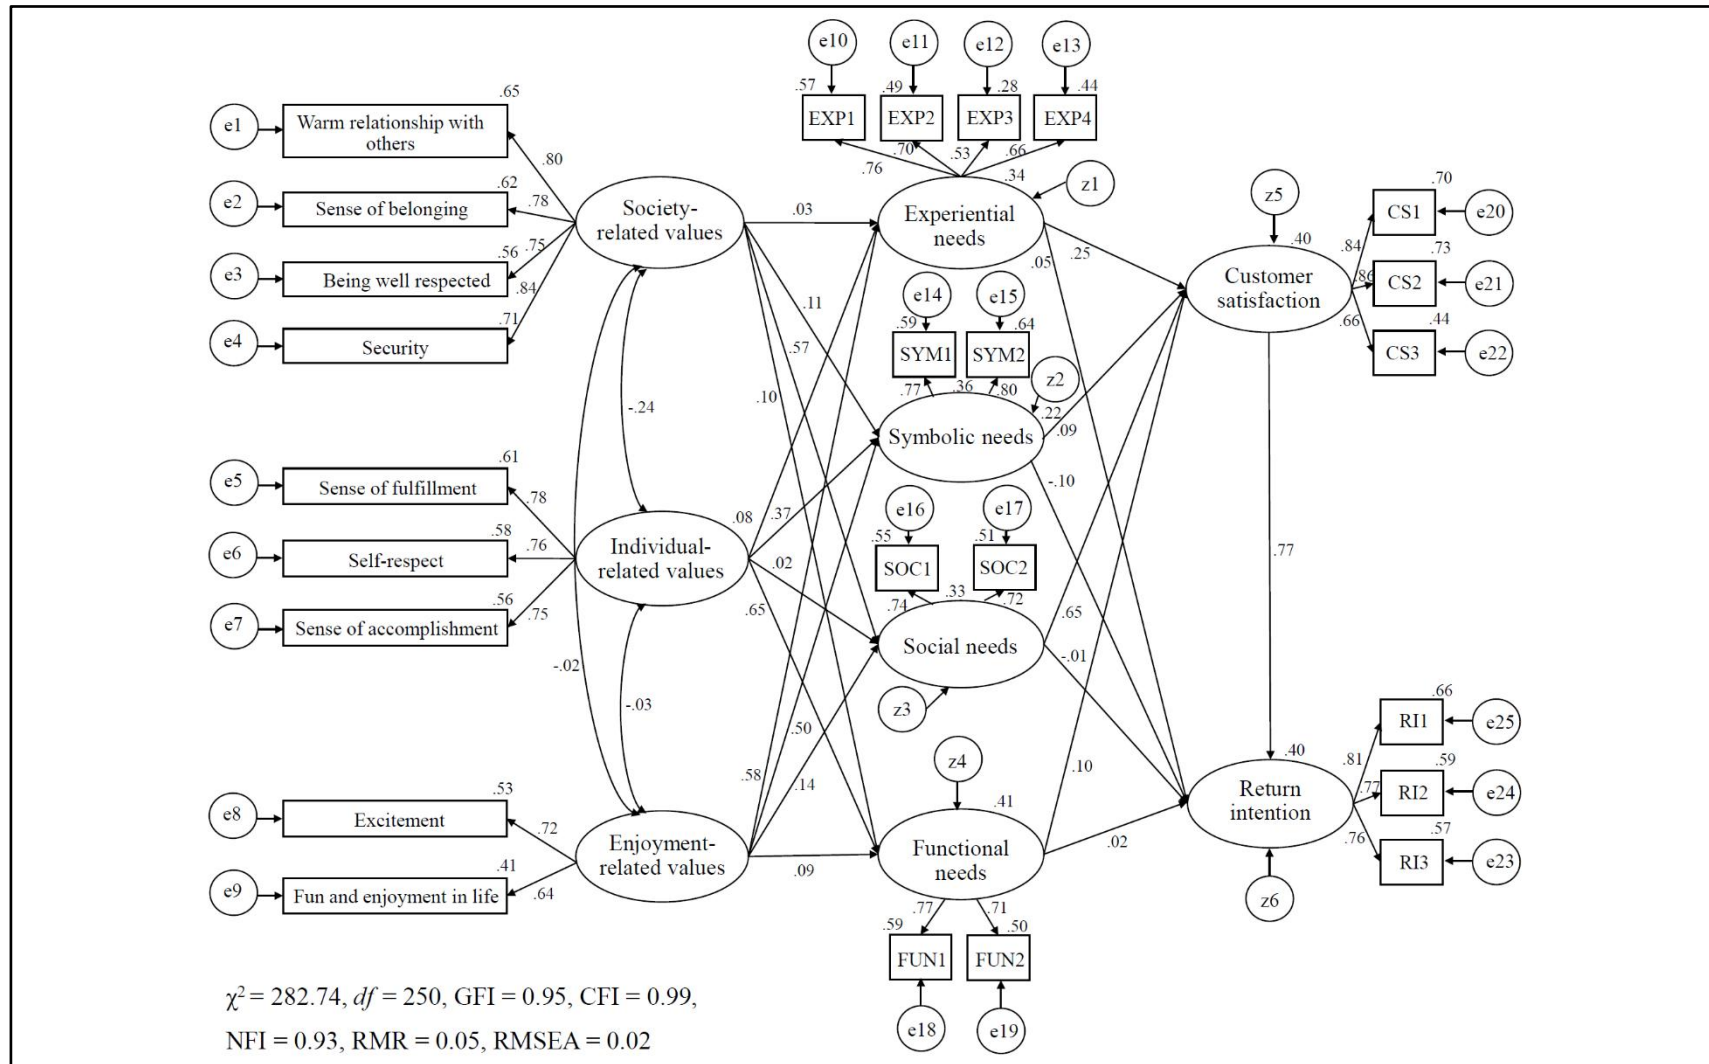 e10
e11
e12
e13
.57
.49
.28
.44
EXP1
EXP2
EXP3
EXP4
.76
.70
.53
.66
.34
z1
Experiential
needs
e1
.65
Warm relationship with
others
.80
e2
.62
Sense of belonging
.78
e3
.56
Being well respected
.75
e4
.71
Security
.84
Society-
related values
.03
.11
.57
.10
-.24
e5
.61
Sense of fulfillment
.78
e6
.58
Self-respect
.76
e7
.56
Sense of accomplishment
.75
Individual-
related values
.08
.37
.02
.65
-.02
-.03
e8
.53
Excitement
.72
e9
.41
Fun and enjoyment in life
.64
Enjoyment-
related values
.58
.50
.14
.09
e14
e15
.59
.64
SYM1
SYM2
.77
.36
.80
z2
.22
Symbolic needs
.09
-.10
e16
e17
.55
.51
SOC1
SOC2
.74
.33
.72
Social needs
z3
.65
-.01
z4
.41
Functional
needs
.10
.02
.77
.71
.59
.50
FUN1
FUN2
e18
e19
.25
.05
z5
.40
Customer
satisfaction
.84
.86
.66
.70
CS1
e20
.73
CS2
e21
.44
CS3
e22
.77
.40
Return
intention
z6
.81
.77
.76
.66
RI1
e25
.59
RI2
e24
.57
RI3
e23
χ² = 282.74, df = 250, GFI = 0.95, CFI = 0.99,
NFI = 0.93, RMR = 0.05, RMSEA = 0.02